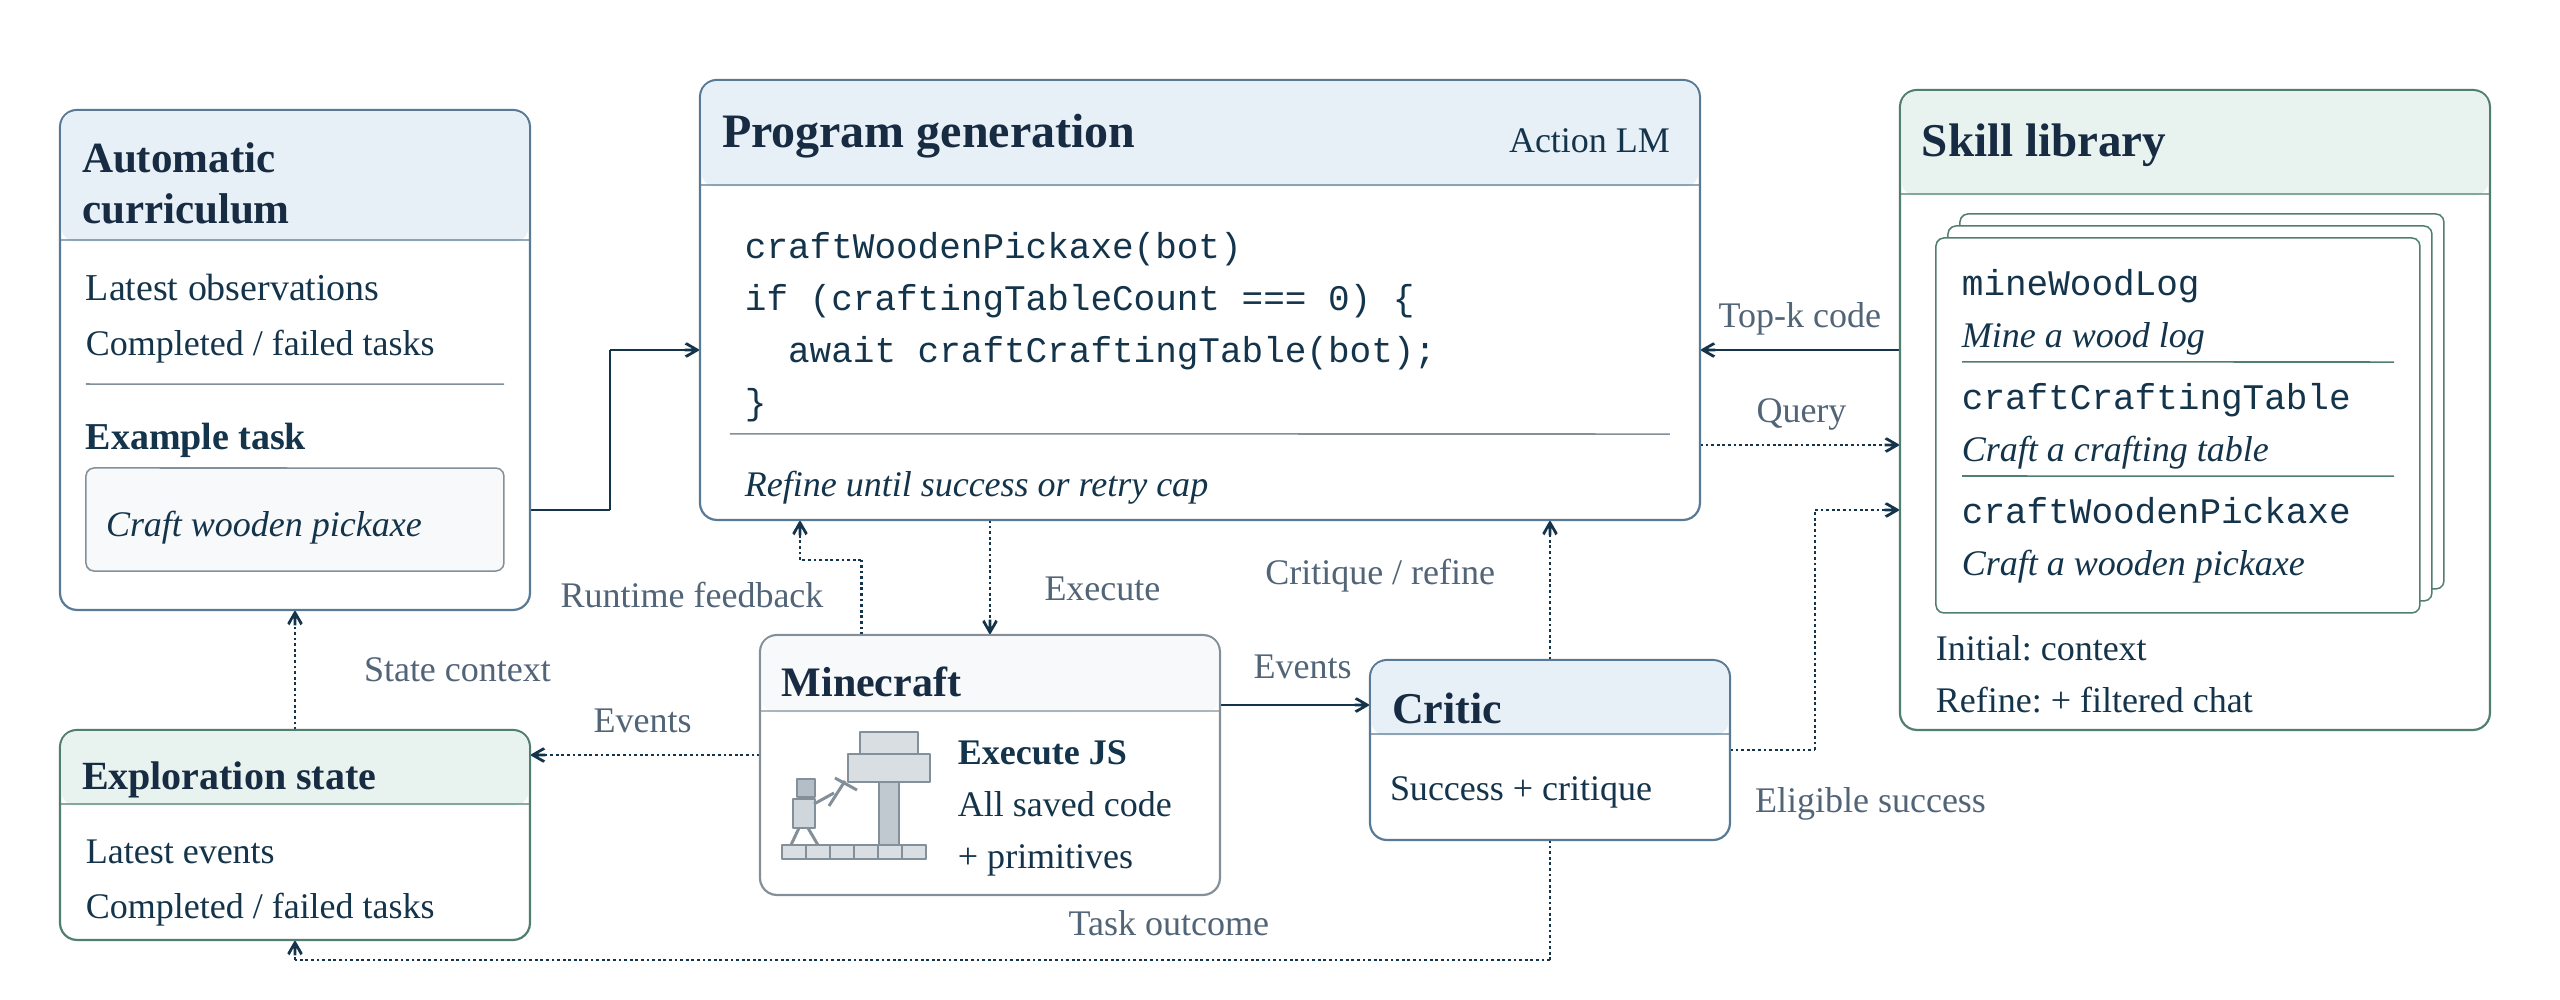 Automatic
curriculum
Latest observations
Completed / failed tasks
Example task
Craft wooden pickaxe
Program generation
Action LM
craftWoodenPickaxe(bot)
if (craftingTableCount === 0) {
  await craftCraftingTable(bot);
}
Refine until success or retry cap
Top-k code
Query
Skill library
mineWoodLog
Mine a wood log
craftCraftingTable
Craft a crafting table
craftWoodenPickaxe
Craft a wooden pickaxe
Initial: context
Refine: + filtered chat
Runtime feedback
Execute
Critique / refine
State context
Events
Exploration state
Latest events
Completed / failed tasks
Minecraft
Execute JS
All saved code
+ primitives
Events
Critic
Success + critique
Eligible success
Task outcome